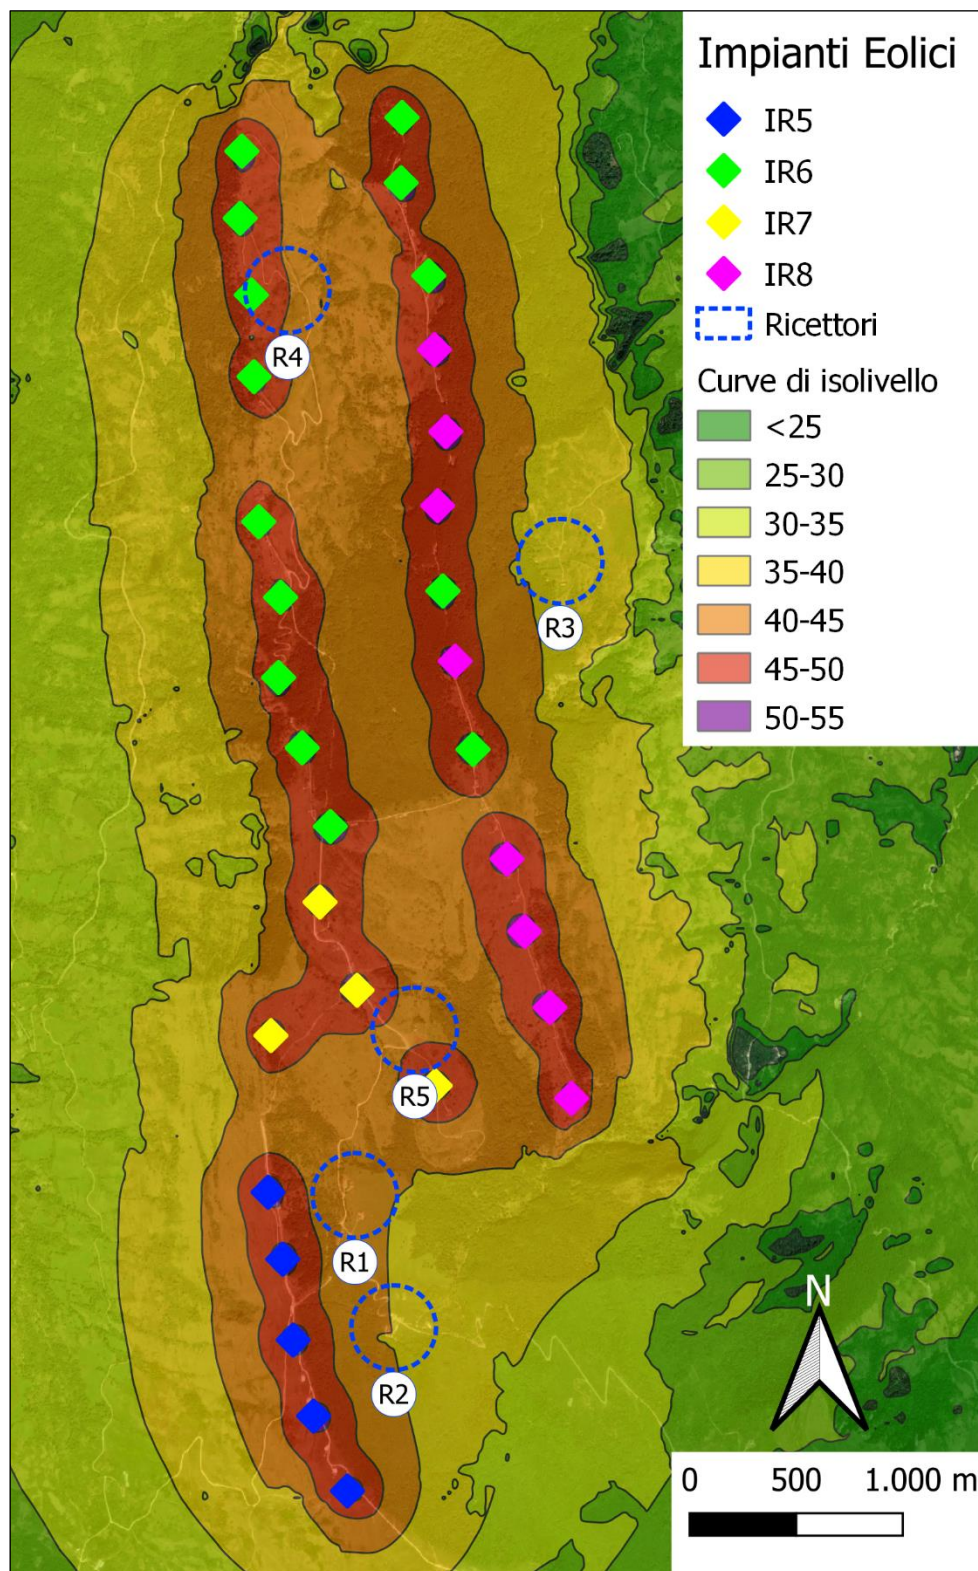 Impianti Eolici
IR5
IR6
IR7
IR8
Ricettori
Curve di isolivello
<25
25-30
30-35
35-40
40-45
45-50
50-55
R4
R3
R5
R1
R2
N
0 500 1.000 m